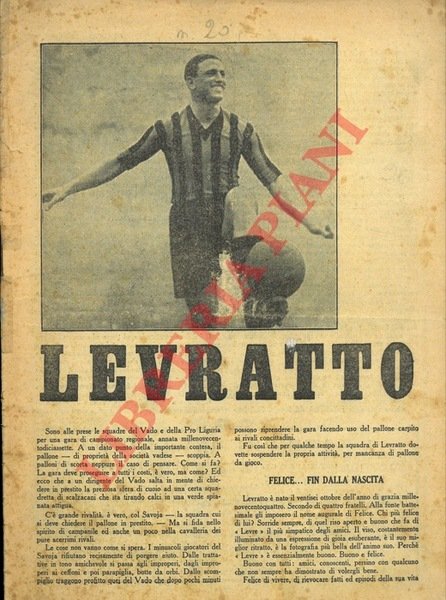 n. 20
LIBRERIA PIANI
LEVRATTO
Sono alle prese le squadre del Vado e della Pro Liguria
per una gara di campionato regionale, annata millenovecen-
todiciassette. A un dato punto della importante contesa, il
pallone — di proprietà della società vadese — scoppia. A
palloni di scorta neppure il caso di pensare. Come si fa?
La gara deve proseguire a tutti i costi, è vero, ma come? Ed
ecco che a un dirigente del Vado salta in mente di chie-
dere in prestito la preziosa sfera di cuoio ad una certa squa-
dretta di scalzacani che sta tirando calci in una verde spia-
nata attigua.
C'è grande rivalità, è vero, col Savoja — la squadra cui
si deve chiedere il pallone in prestito. — Ma si fida nello
spirito di campanile ed anche un poco nella cavalleria dei
pur acerrimi rivali.
Le cose non vanno come si spera. I minuscoli giocatori del
Savoja rifiutano recisamente di porgere aiuto. Dalle tratta-
tive in tono amichevole si passa agli improperi, dagli impro-
peri ai ceffoni e poi parapiglia, botte da orbi. Dallo scom-
piglio traggono profitto quei del Vado che dopo pochi minuti
possono riprendere la gara facendo uso del pallone carpito
ai rivali concittadini.
Fu così che per qualche tempo la squadra di Levratto do-
vette sospendere la propria attività, per mancanza di pallone
da gioco.
FELICE... FIN DALLA NASCITA
Levratto è nato il ventisei ottobre dell'anno di grazia mille-
novecentoquattro. Secondo di quattro fratelli. Alla fonte batte-
simale gli imposero il nome augurale di Felice. Chi più felice
di lui? Sorride sempre, di quel riso aperto e buono che fa di
« Levre » il più simpatico degli amici. Il viso, costantemente
illuminato da una espressione di gioia esuberante, è il suo mi-
glior ritratto, è la fotografia più bella dell'animo suo. Perchè
« Levre » è essenzialmente buono. Buono e felice.
Buono con tutti: amici, conoscenti, persino con qualcuno
che non sempre ha dimostrato di volergli bene.
Felice di vivere, di rievocare fatti ed episodi della sua vita